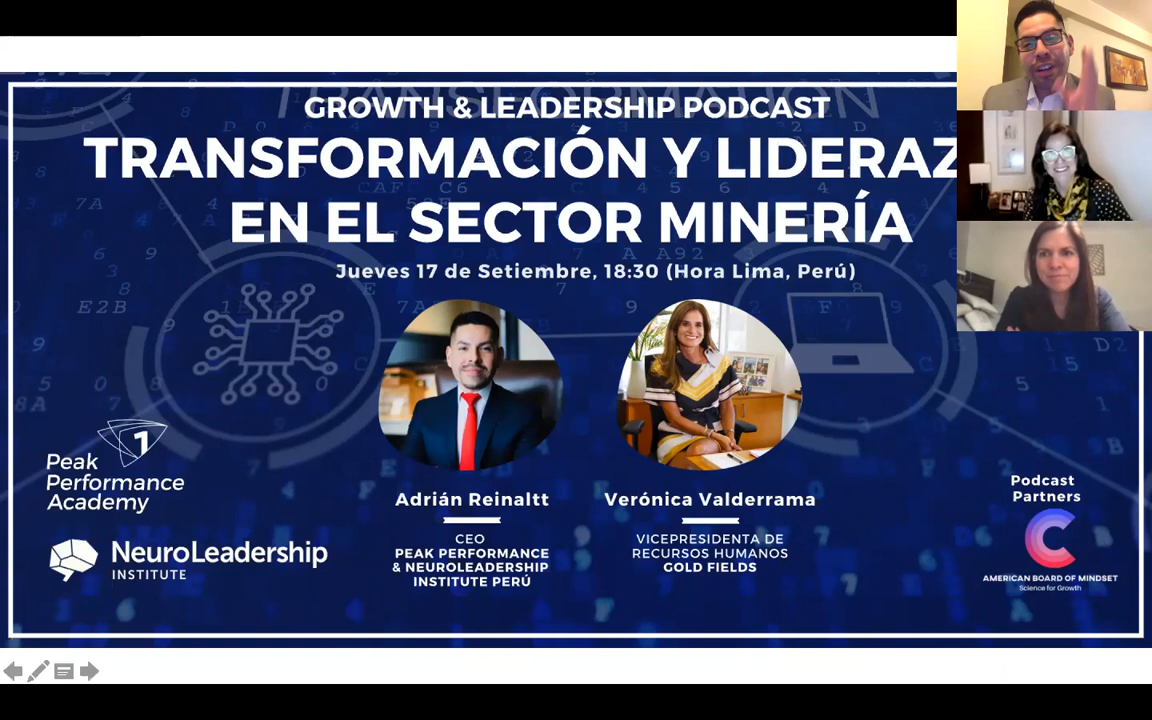 GROWTH & LEADERSHIP PODCAST
TRANSFORMACIÓN Y LIDERAZ
EN EL SECTOR MINERÍA
Jueves 17 de Setiembre, 18:30 (Hora Lima, Perú)
1
Peak
Performance
Academy
NeuroLeadership
INSTITUTE
Adrián Reinaltt
CEO
PEAK PERFORMANCE
& NEUROLEADERSHIP
INSTITUTE PERÚ
Verónica Valderrama
VICEPRESIDENTA DE
RECURSOS HUMANOS
GOLD FIELDS
Podcast
Partners
AMERICAN BOARD OF MINDSET
Science for Growth